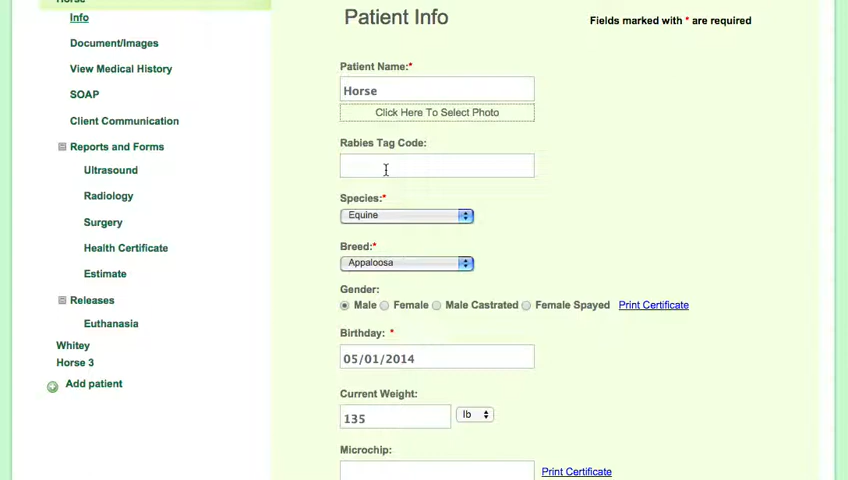 Horse
Info
Document/Images
View Medical History
SOAP
Client Communication
Reports and Forms
Ultrasound
Radiology
Surgery
Health Certificate
Estimate
Releases
Euthanasia
Whitey
Horse 3
Add patient
Patient Info
Fields marked with * are required
Patient Name:*
Horse
Click Here To Select Photo
Rabies Tag Code:
Species:*
Equine
Breed:*
Appaloosa
Gender:
Male Female Male Castrated Female Spayed Print Certificate
Birthday: *
05/01/2014
Current Weight:
135 lb
Microchip:
Print Certificate